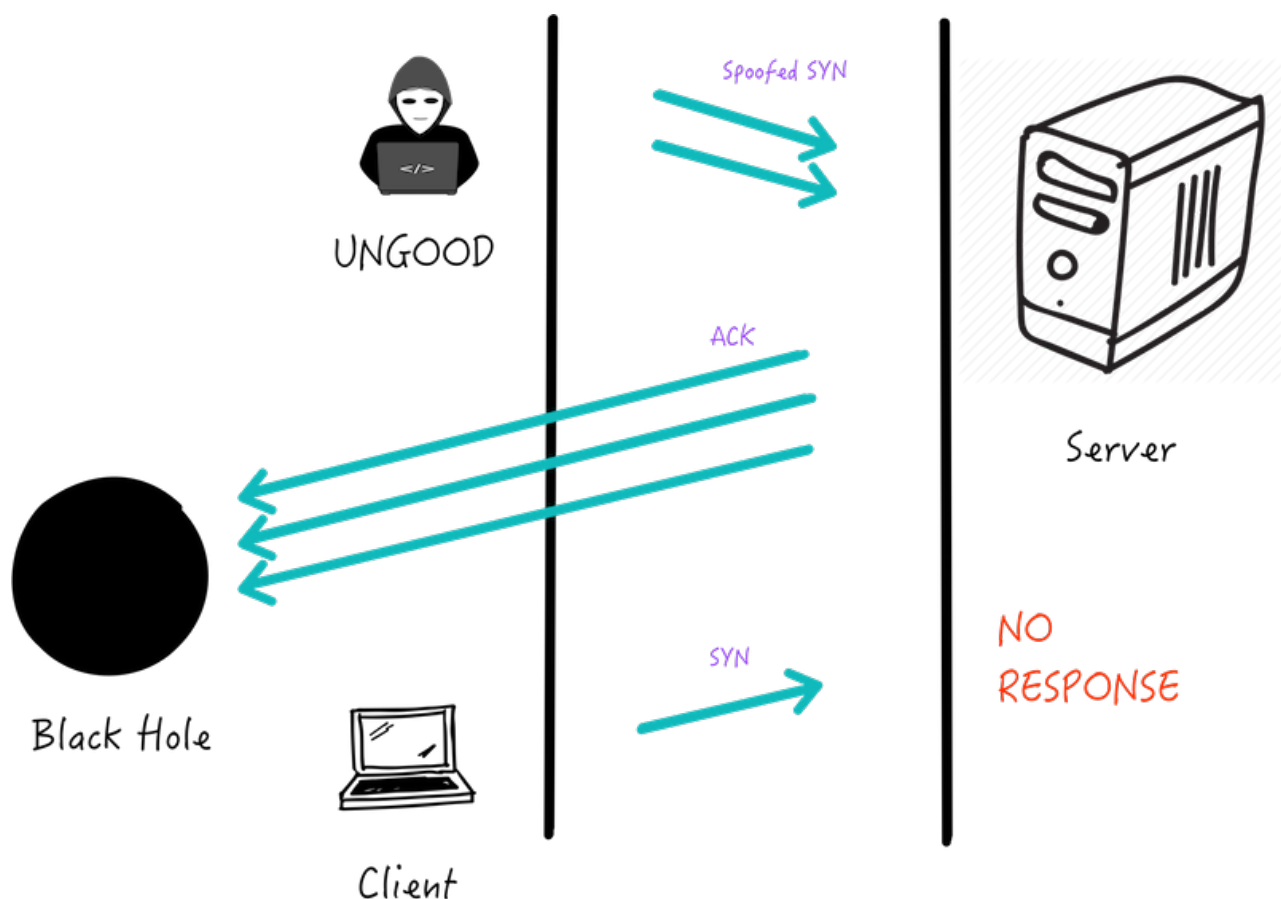 Spoofed SYN
</>
UNGOOD
ACK
Server
NO
RESPONSE
SYN
Black Hole
Client